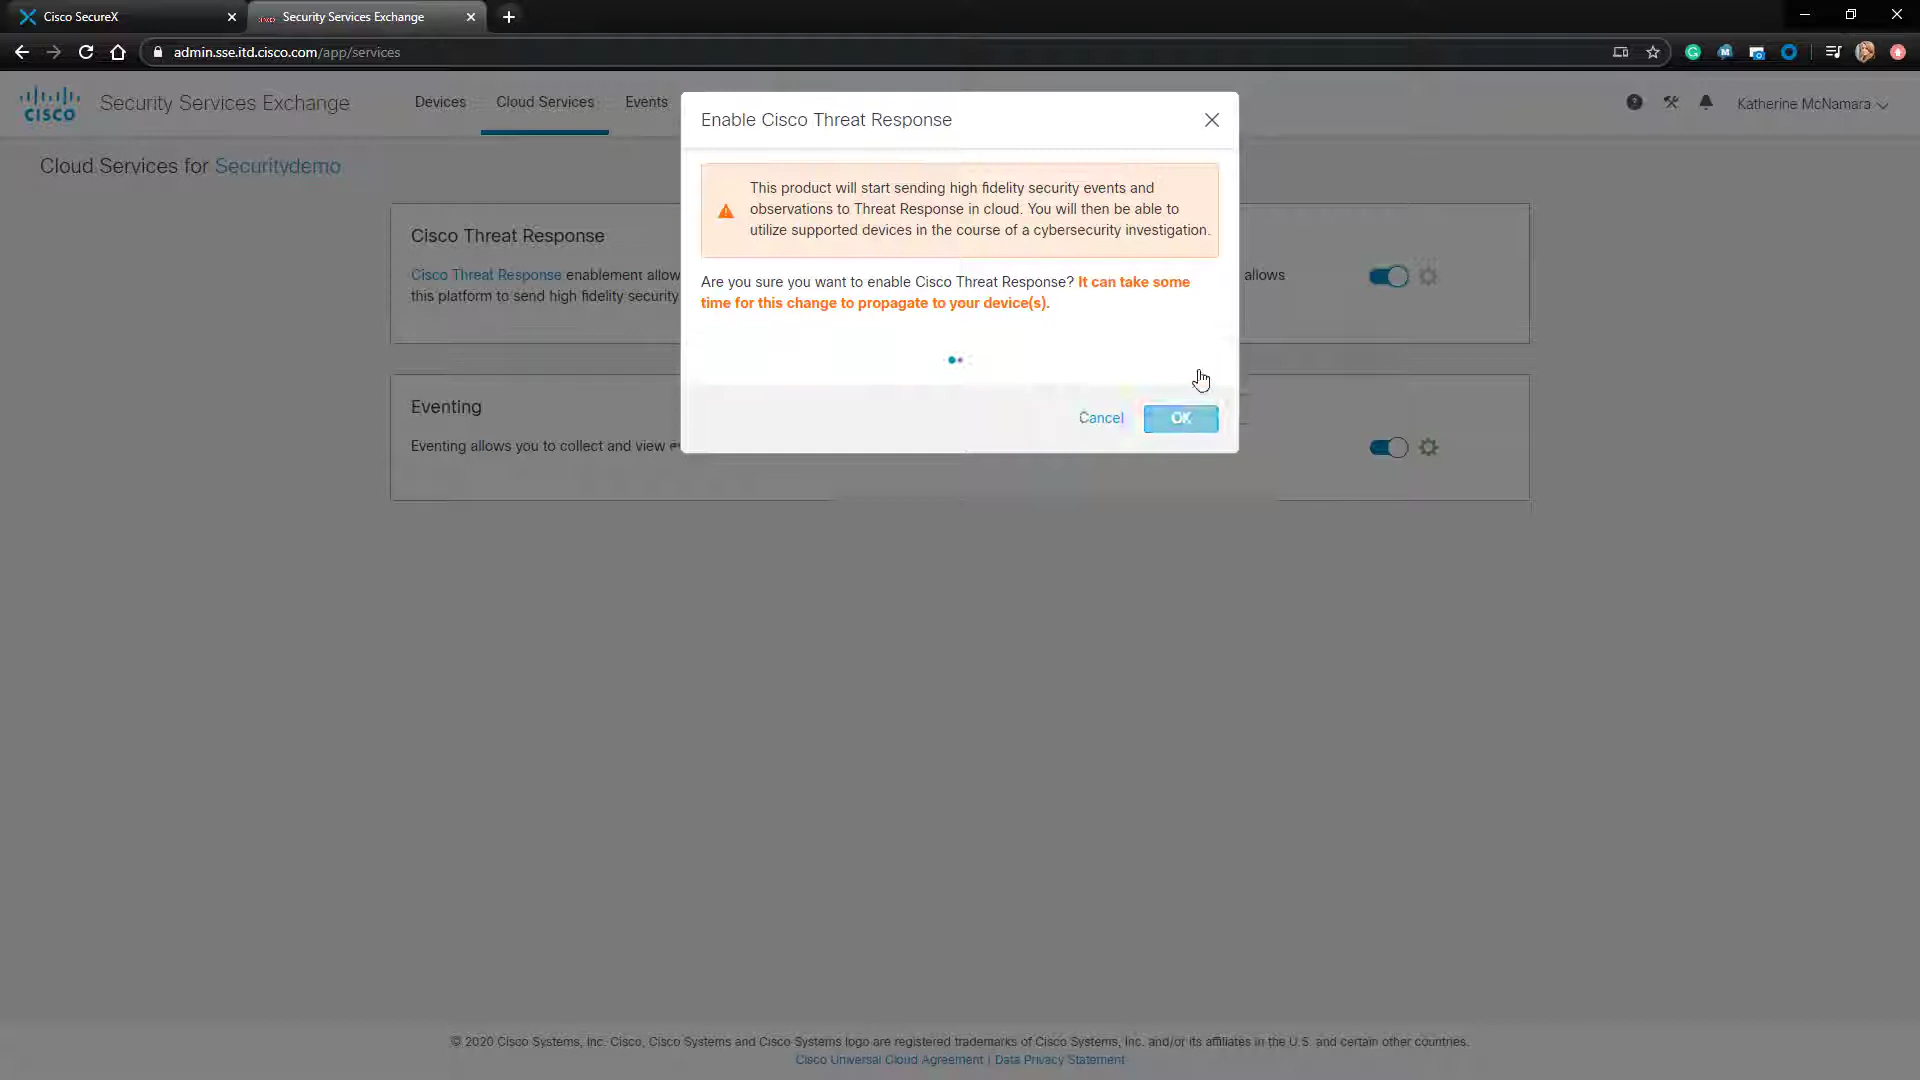 Cisco SecureX
Security Services Exchange
admin.sse.itd.cisco.com/app/services
CISCO
Security Services Exchange
Devices
Cloud Services
Events
Katherine McNamara
Cloud Services for Securitydemo
Enable Cisco Threat Response
This product will start sending high fidelity security events and
observations to Threat Response in cloud. You will then be able to
utilize supported devices in the course of a cybersecurity investigation.
Are you sure you want to enable Cisco Threat Response? It can take some
time for this change to propagate to your device(s).
Cancel
OK
Cisco Threat Response
Cisco Threat Response enablement allow
allows
this platform to send high fidelity security
Eventing
Eventing allows you to collect and view
© 2020 Cisco Systems, Inc. Cisco, Cisco Systems and Cisco Systems logo are registered trademarks of Cisco Systems, Inc. and/or its affiliates in the U.S. and certain other countries.
Cisco Universal Cloud Agreement | Data Privacy Statement